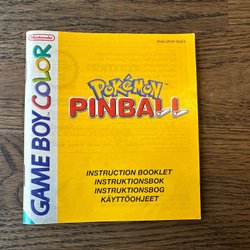 Nintendo
GAME BOY COLOR
POKéMON
PINBALL
INSTRUCTION BOOKLET
INSTRUKTIONSBOK
INSTRUKTIONSBOG
KÄYTTÖOHJEET